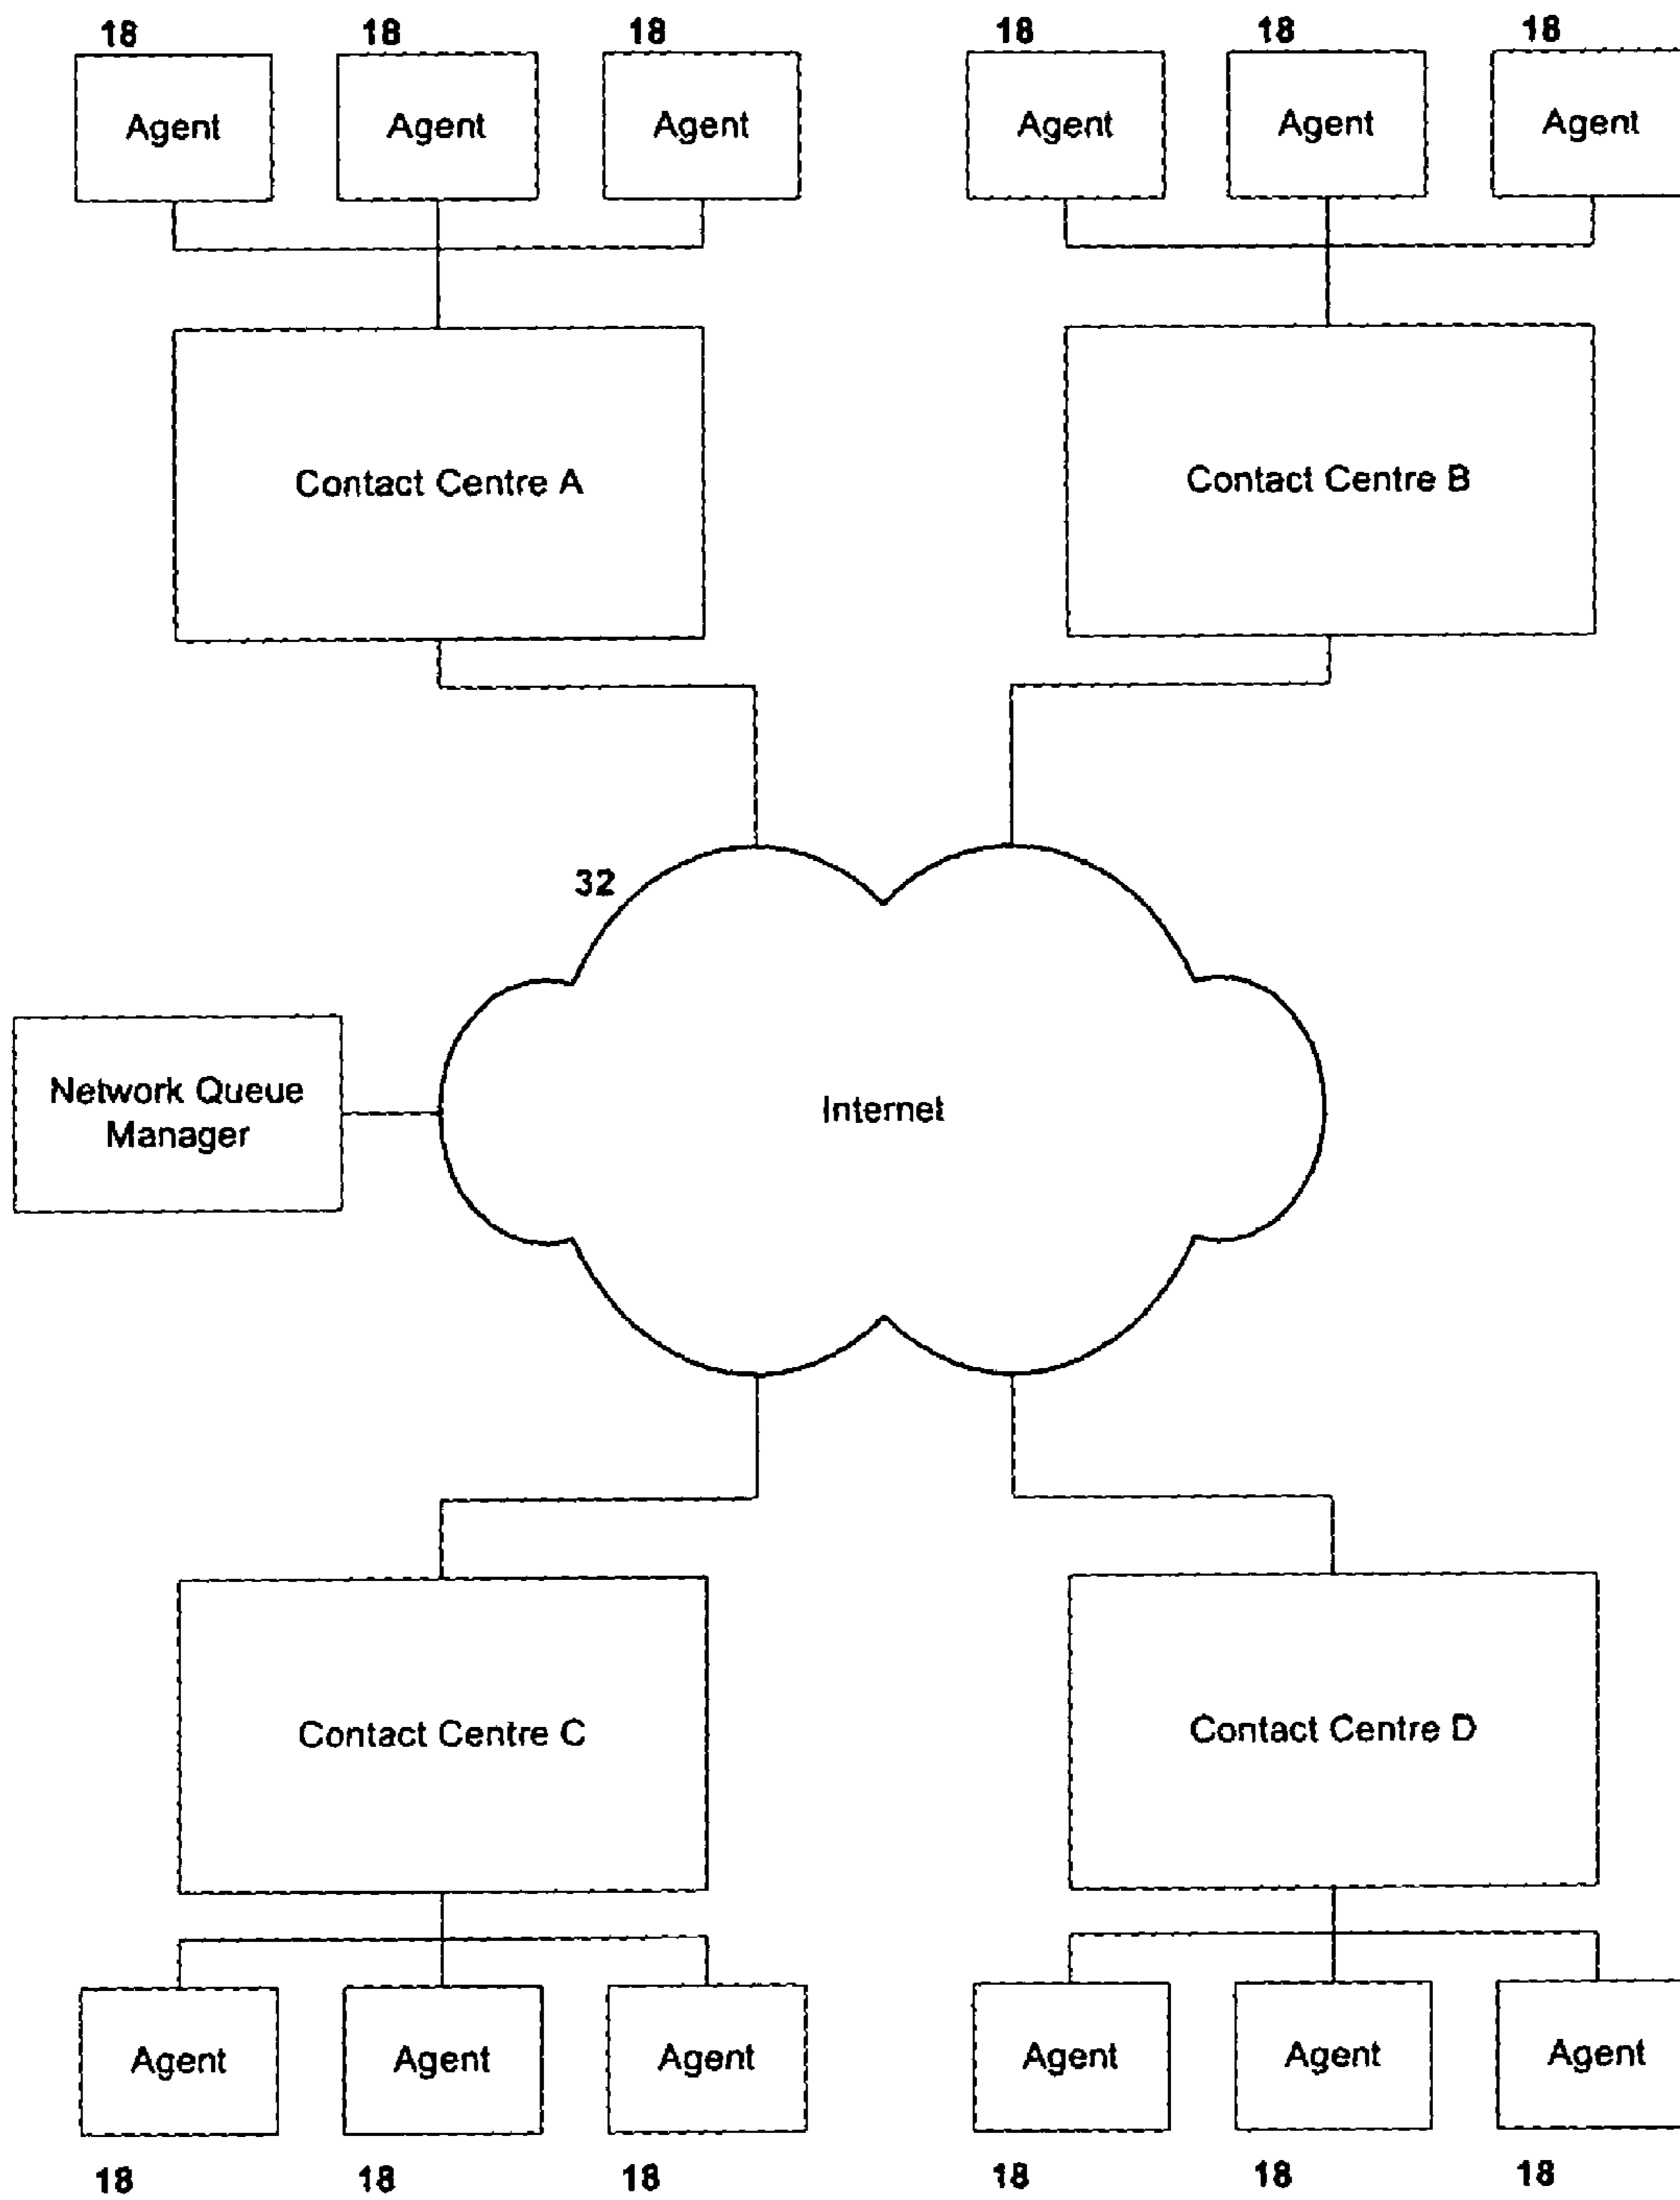 18 18 18 18 18 18
Agent Agent Agent Agent Agent Agent
Contact Centre A Contact Centre B
32
Network Queue
Manager
Internet
Contact Centre C Contact Centre D
Agent Agent Agent Agent Agent Agent
18 18 18 18 18 18